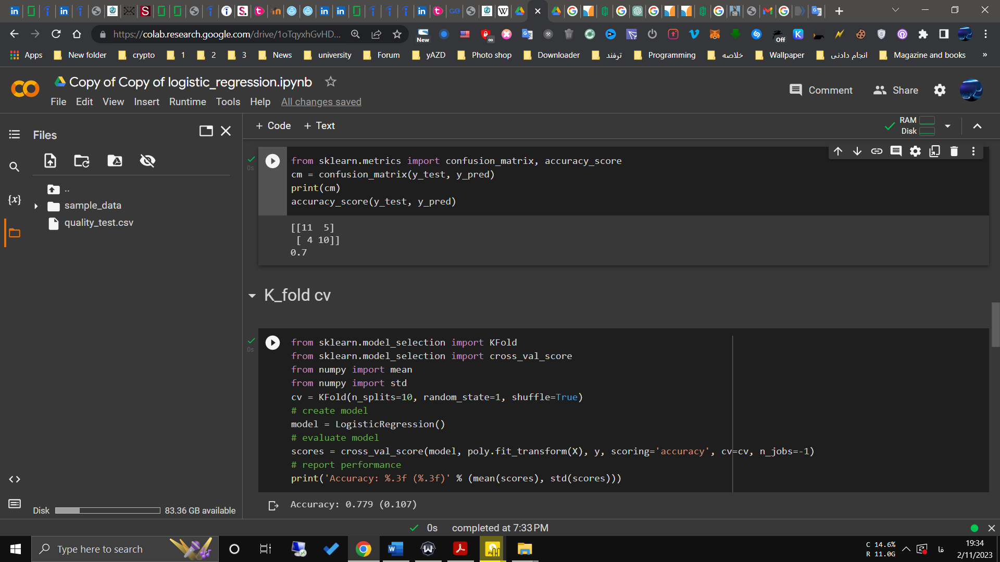 https://colab.research.google.com/drive/1oTqyxhGvHD...
New
Off
Apps
New folder
crypto
1
2
3
News
university
Forum
yAZD
Photo shop
Downloader
ترفند
Programming
خلاصه
Wallpaper
انجام دادنی
Magazine and books
»
Copy of Copy of logistic_regression.ipynb
Comment
Share
File Edit View Insert Runtime Tools Help All changes saved
Files
+ Code + Text
RAM
Disk
..
sample_data
quality_test.csv
{x}
0s
from sklearn.metrics import confusion_matrix, accuracy_score
cm = confusion_matrix(y_test, y_pred)
print(cm)
accuracy_score(y_test, y_pred)
[[11  5]
 [ 4 10]]
0.7
K_fold cv
0s
from sklearn.model_selection import KFold
from sklearn.model_selection import cross_val_score
from numpy import mean
from numpy import std
cv = KFold(n_splits=10, random_state=1, shuffle=True)
# create model
model = LogisticRegression()
# evaluate model
scores = cross_val_score(model, poly.fit_transform(X), y, scoring='accuracy', cv=cv, n_jobs=-1)
# report performance
print('Accuracy: %.3f (%.3f)' % (mean(scores), std(scores)))
Accuracy: 0.779 (0.107)
Disk 83.36 GB available
0s completed at 7:33 PM
Type here to search
C 14.6%
R 11.0G
فا
19:34
2/11/2023